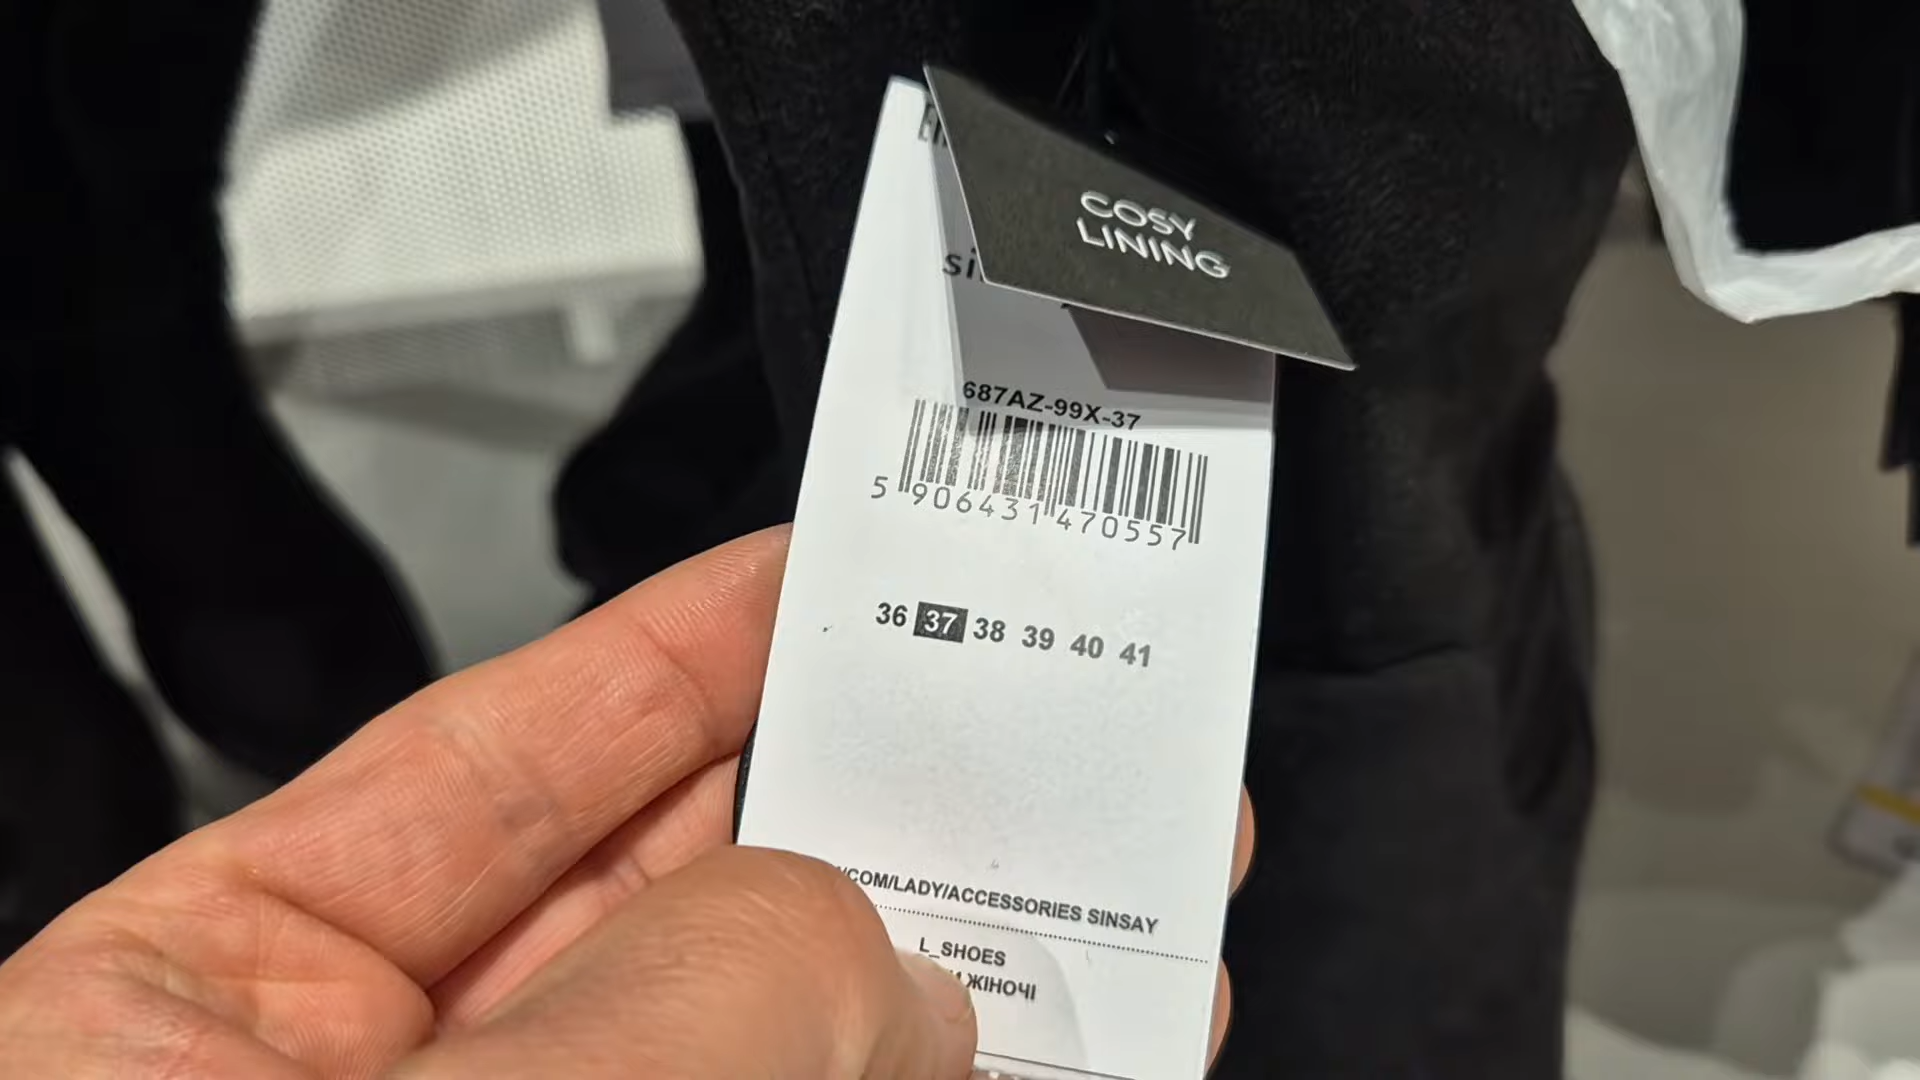 COSY
LINING
si
687AZ-99X-37
5 906431 470557
36 37 38 39 40 41
COM/LADY/ACCESSORIES SINSAY
L_SHOES
ЖІНОЧІ